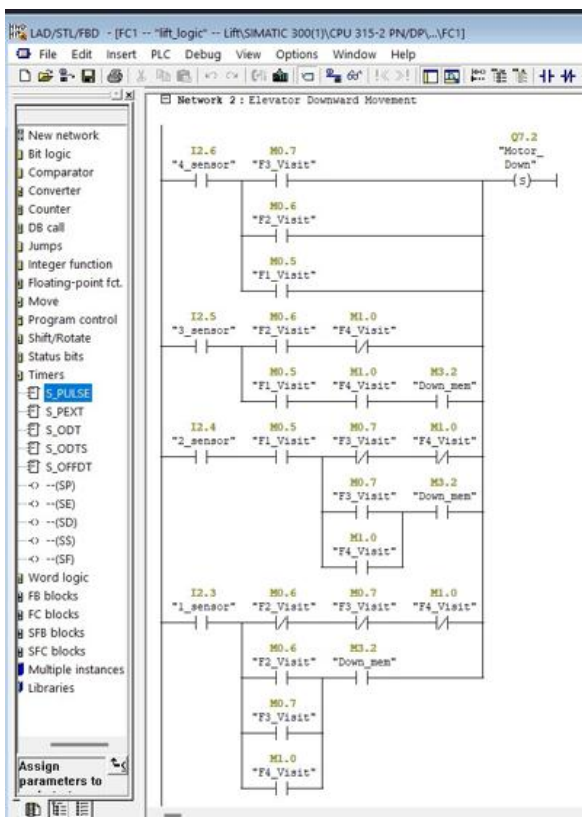 LAD/STL/FBD - [FC1 -- "lift_logic" -- Lift\SIMATIC 300(1)\CPU 315-2 PN/DP\...\FC1]
File Edit Insert PLC Debug View Options Window Help
New network
Bit logic
Comparator
Converter
Counter
DB call
Jumps
Integer function
Floating-point fct.
Move
Program control
Shift/Rotate
Status bits
Timers
S_PULSE
S_PEXT
S_ODT
S_ODTS
S_OFFDT
--(SP)
--(SE)
--(SD)
--(SS)
--(SF)
Word logic
FB blocks
FC blocks
SFB blocks
SFC blocks
Multiple instances
Libraries
Assign
parameters to
Network 2 : Elevator Downward Movement
Q7.2
I2.6 M0.7 "Motor_
"4_sensor" "F3_Visit" Down"
(S)
M0.6
"F2_Visit"
M0.5
"F1_Visit"
I2.5 M0.6 M1.0
"3_sensor" "F2_Visit" "F4_Visit"
M0.5 M1.0 M3.2
"F1_Visit" "F4_Visit" "Down_mem"
I2.4 M0.5 M0.7 M1.0
"2_sensor" "F1_Visit" "F3_Visit" "F4_Visit"
M0.7 M3.2
"F3_Visit" "Down_mem"
M1.0
"F4_Visit"
I2.3 M0.6 M0.7 M1.0
"1_sensor" "F2_Visit" "F3_Visit" "F4_Visit"
M0.6 M3.2
"F2_Visit" "Down_mem"
M0.7
"F3_Visit"
M1.0
"F4_Visit"